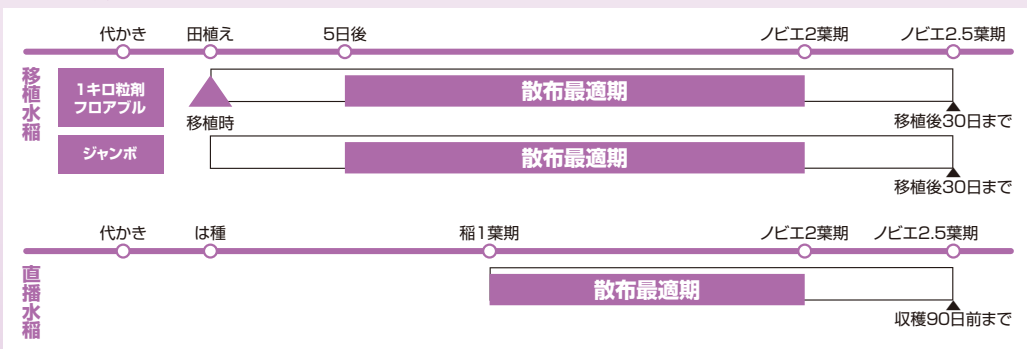 代かき
田植え
5日後
ノビエ2葉期
ノビエ2.5葉期
移植水稲
1キロ粒剤
フロアブル
散布最適期
移植時
移植後30日まで
ジャンボ
散布最適期
移植後30日まで
代かき
は種
稲1葉期
ノビエ2葉期
ノビエ2.5葉期
直播水稲
散布最適期
収穫90日前まで